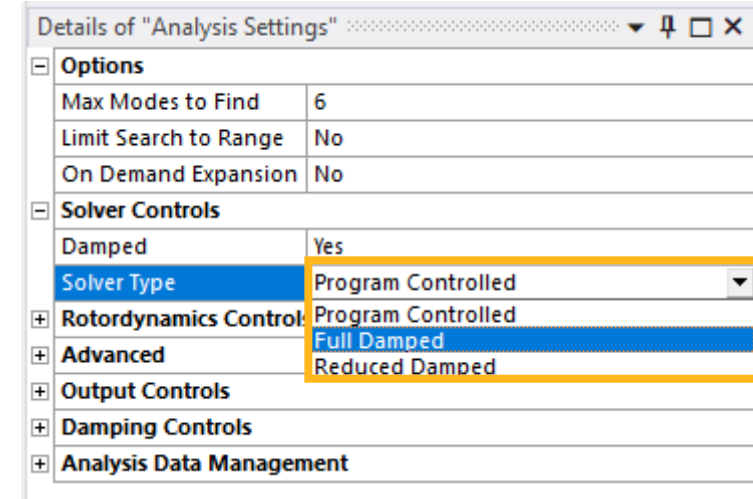 Details of "Analysis Settings"
Options
Max Modes to Find 6
Limit Search to Range No
On Demand Expansion No
Solver Controls
Damped Yes
Solver Type Program Controlled
Rotordynamics Controls Program Controlled
Full Damped
Advanced
Reduced Damped
Output Controls
Damping Controls
Analysis Data Management